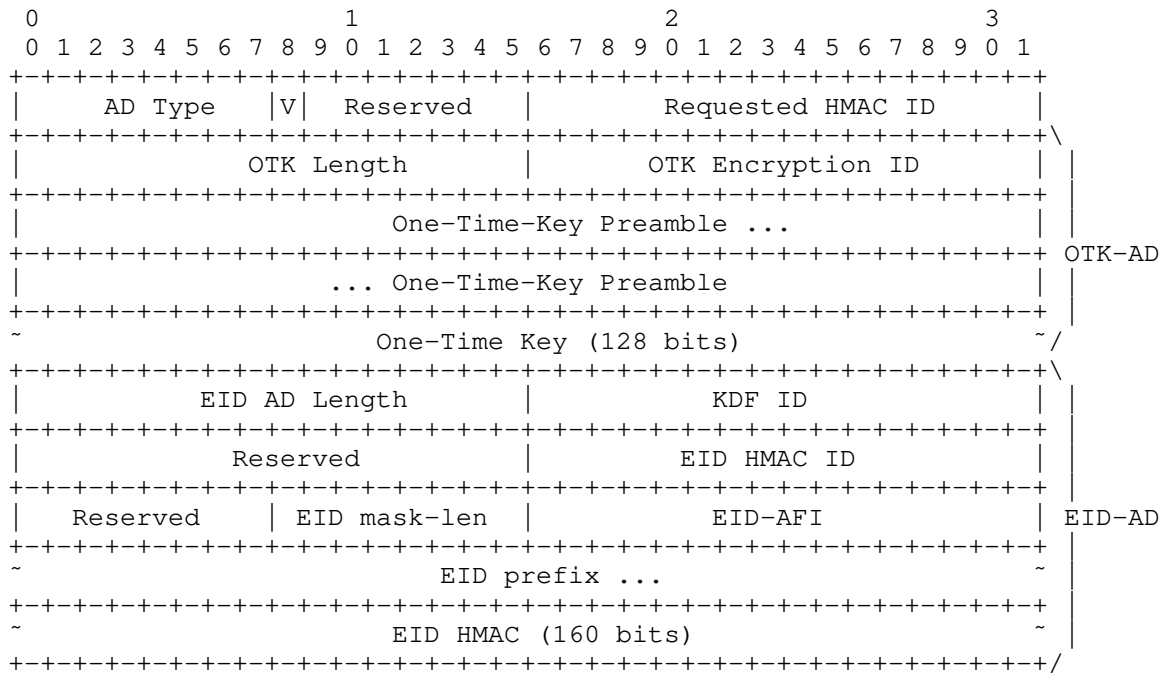 0                   1                   2                   3
 0 1 2 3 4 5 6 7 8 9 0 1 2 3 4 5 6 7 8 9 0 1 2 3 4 5 6 7 8 9 0 1
+-+-+-+-+-+-+-+-+-+-+-+-+-+-+-+-+-+-+-+-+-+-+-+-+-+-+-+-+-+-+-+-+
|    AD Type    |V|  Reserved   |        Requested HMAC ID      |
+-+-+-+-+-+-+-+-+-+-+-+-+-+-+-+-+-+-+-+-+-+-+-+-+-+-+-+-+-+-+-+-+\
|              OTK Length       |       OTK Encryption ID       | |
+-+-+-+-+-+-+-+-+-+-+-+-+-+-+-+-+-+-+-+-+-+-+-+-+-+-+-+-+-+-+-+-+ |
|                       One-Time-Key Preamble ...               | |
+-+-+-+-+-+-+-+-+-+-+-+-+-+-+-+-+-+-+-+-+-+-+-+-+-+-+-+-+-+-+-+-+ OTK-AD
|                   ... One-Time-Key Preamble                   | |
+-+-+-+-+-+-+-+-+-+-+-+-+-+-+-+-+-+-+-+-+-+-+-+-+-+-+-+-+-+-+-+-+ |
~                      One-Time Key (128 bits)                  ~/
+-+-+-+-+-+-+-+-+-+-+-+-+-+-+-+-+-+-+-+-+-+-+-+-+-+-+-+-+-+-+-+-+\
|           EID AD Length       |           KDF ID              | |
+-+-+-+-+-+-+-+-+-+-+-+-+-+-+-+-+-+-+-+-+-+-+-+-+-+-+-+-+-+-+-+-+ |
|             Reserved          |         EID HMAC ID           | |
+-+-+-+-+-+-+-+-+-+-+-+-+-+-+-+-+-+-+-+-+-+-+-+-+-+-+-+-+-+-+-+-+ |
|   Reserved    | EID mask-len  |           EID-AFI             | EID-AD
+-+-+-+-+-+-+-+-+-+-+-+-+-+-+-+-+-+-+-+-+-+-+-+-+-+-+-+-+-+-+-+-+ |
~                          EID prefix ...                       ~ |
+-+-+-+-+-+-+-+-+-+-+-+-+-+-+-+-+-+-+-+-+-+-+-+-+-+-+-+-+-+-+-+-+ |
~                       EID HMAC (160 bits)                     ~ |
+-+-+-+-+-+-+-+-+-+-+-+-+-+-+-+-+-+-+-+-+-+-+-+-+-+-+-+-+-+-+-+-+/